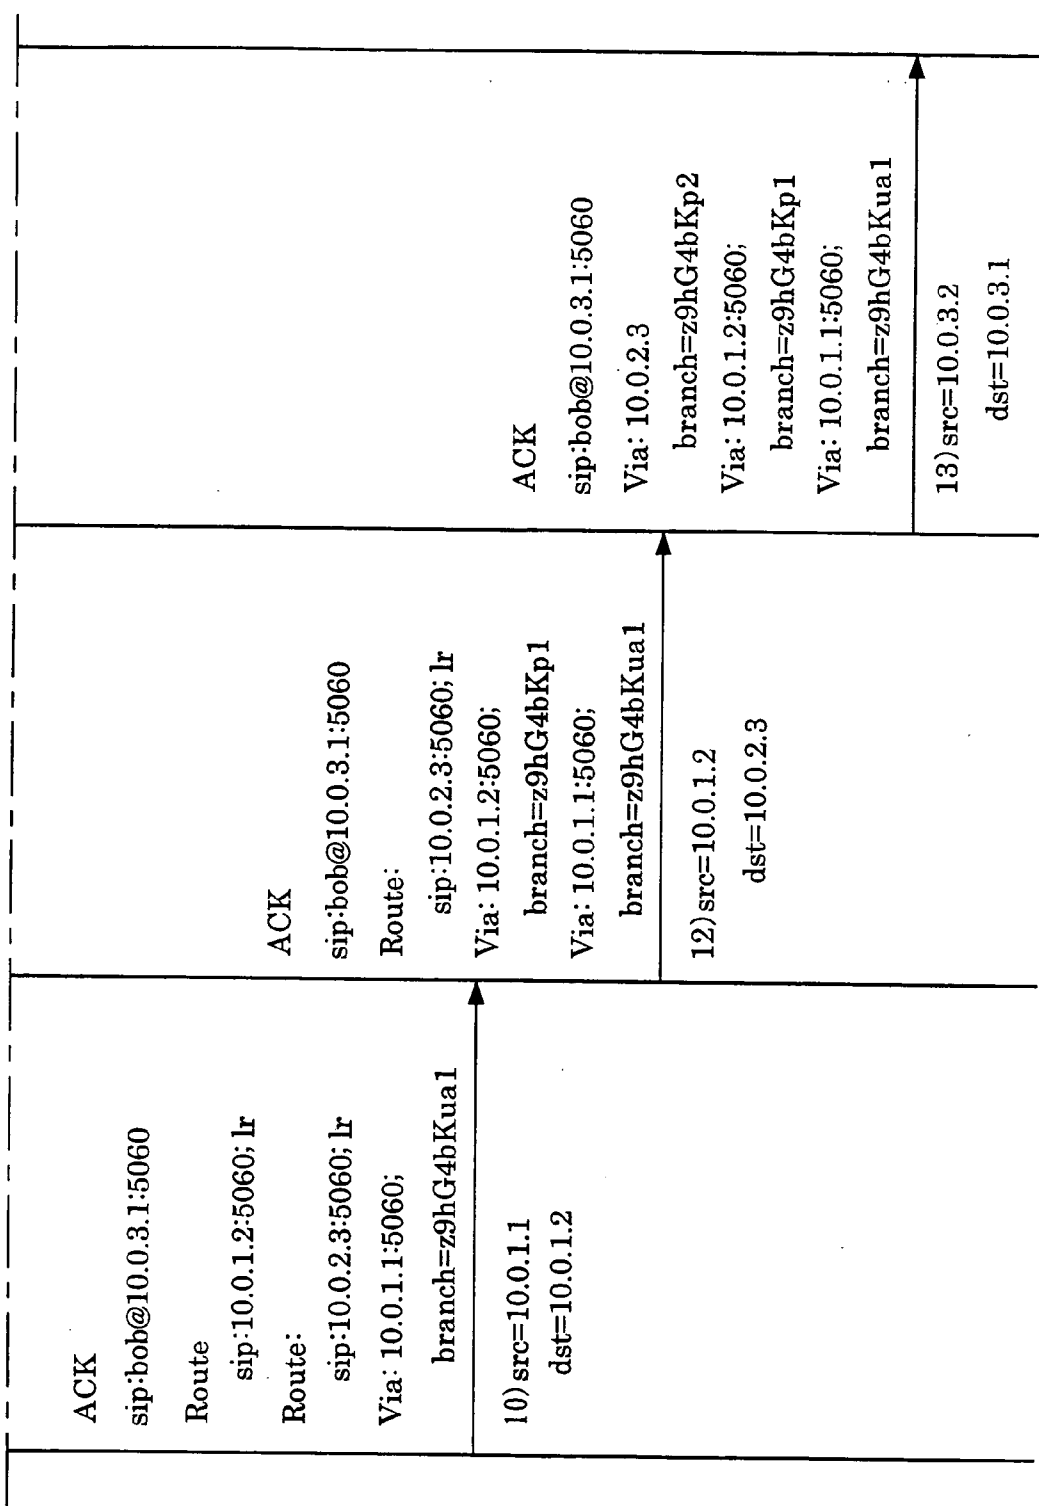 ACK
sip:bob@10.0.3.1:5060
Route
sip:10.0.1.2:5060; lr
Route:
sip:10.0.2.3:5060; lr
Via: 10.0.1.1:5060;
branch=z9hG4bKua1
10) src=10.0.1.1
dst=10.0.1.2
ACK
sip:bob@10.0.3.1:5060
Route:
sip:10.0.2.3:5060; lr
Via: 10.0.1.2:5060;
branch=z9hG4bKp1
Via: 10.0.1.1:5060;
branch=z9hG4bKua1
12) src=10.0.1.2
dst=10.0.2.3
ACK
sip:bob@10.0.3.1:5060
Via: 10.0.2.3
branch=z9hG4bKp2
Via: 10.0.1.2:5060;
branch=z9hG4bKp1
Via: 10.0.1.1:5060;
branch=z9hG4bKua1
13) src=10.0.3.2
dst=10.0.3.1